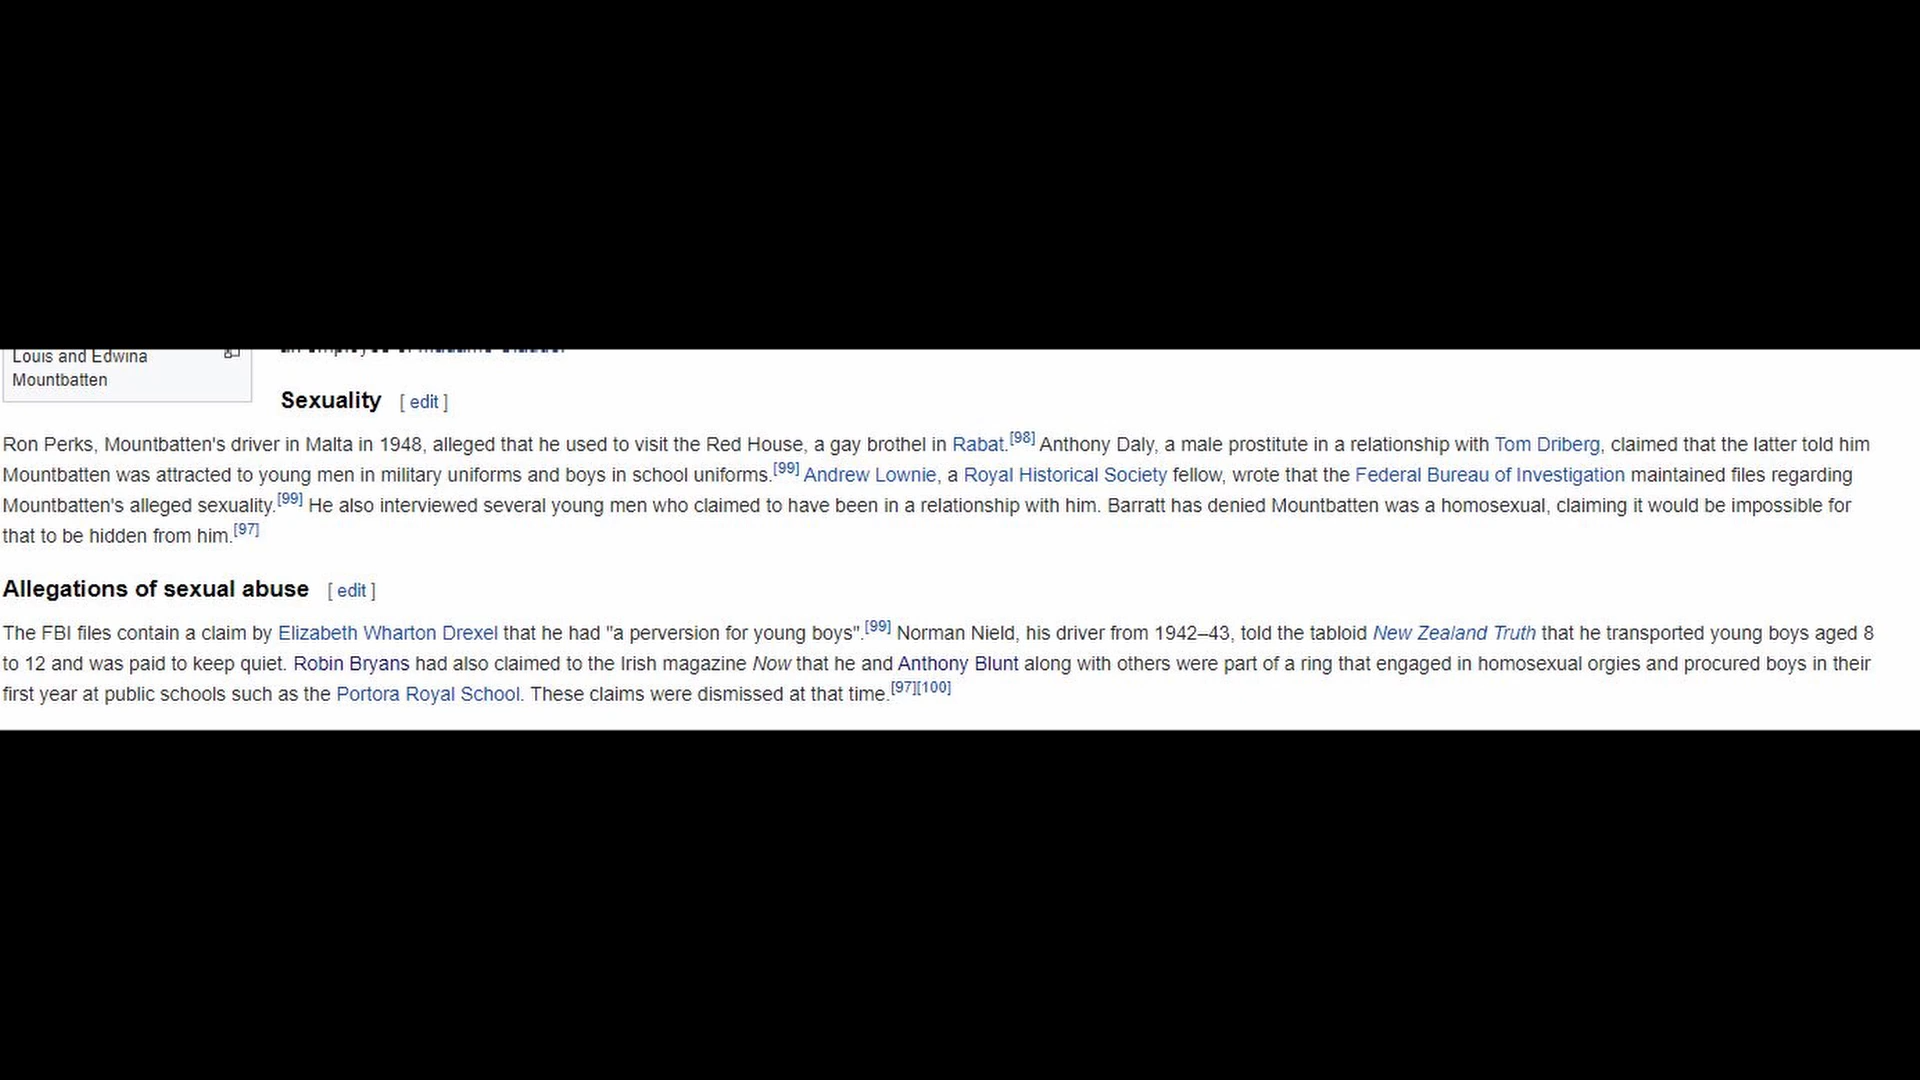 Louis and Edwina
Mountbatten
Sexuality [ edit ]
Ron Perks, Mountbatten's driver in Malta in 1948, alleged that he used to visit the Red House, a gay brothel in Rabat.[98] Anthony Daly, a male prostitute in a relationship with Tom Driberg, claimed that the latter told him
Mountbatten was attracted to young men in military uniforms and boys in school uniforms.[99] Andrew Lownie, a Royal Historical Society fellow, wrote that the Federal Bureau of Investigation maintained files regarding
Mountbatten's alleged sexuality.[99] He also interviewed several young men who claimed to have been in a relationship with him. Barratt has denied Mountbatten was a homosexual, claiming it would be impossible for
that to be hidden from him.[97]
Allegations of sexual abuse [ edit ]
The FBI files contain a claim by Elizabeth Wharton Drexel that he had "a perversion for young boys".[99] Norman Nield, his driver from 1942–43, told the tabloid New Zealand Truth that he transported young boys aged 8
to 12 and was paid to keep quiet. Robin Bryans had also claimed to the Irish magazine Now that he and Anthony Blunt along with others were part of a ring that engaged in homosexual orgies and procured boys in their
first year at public schools such as the Portora Royal School. These claims were dismissed at that time.[97][100]